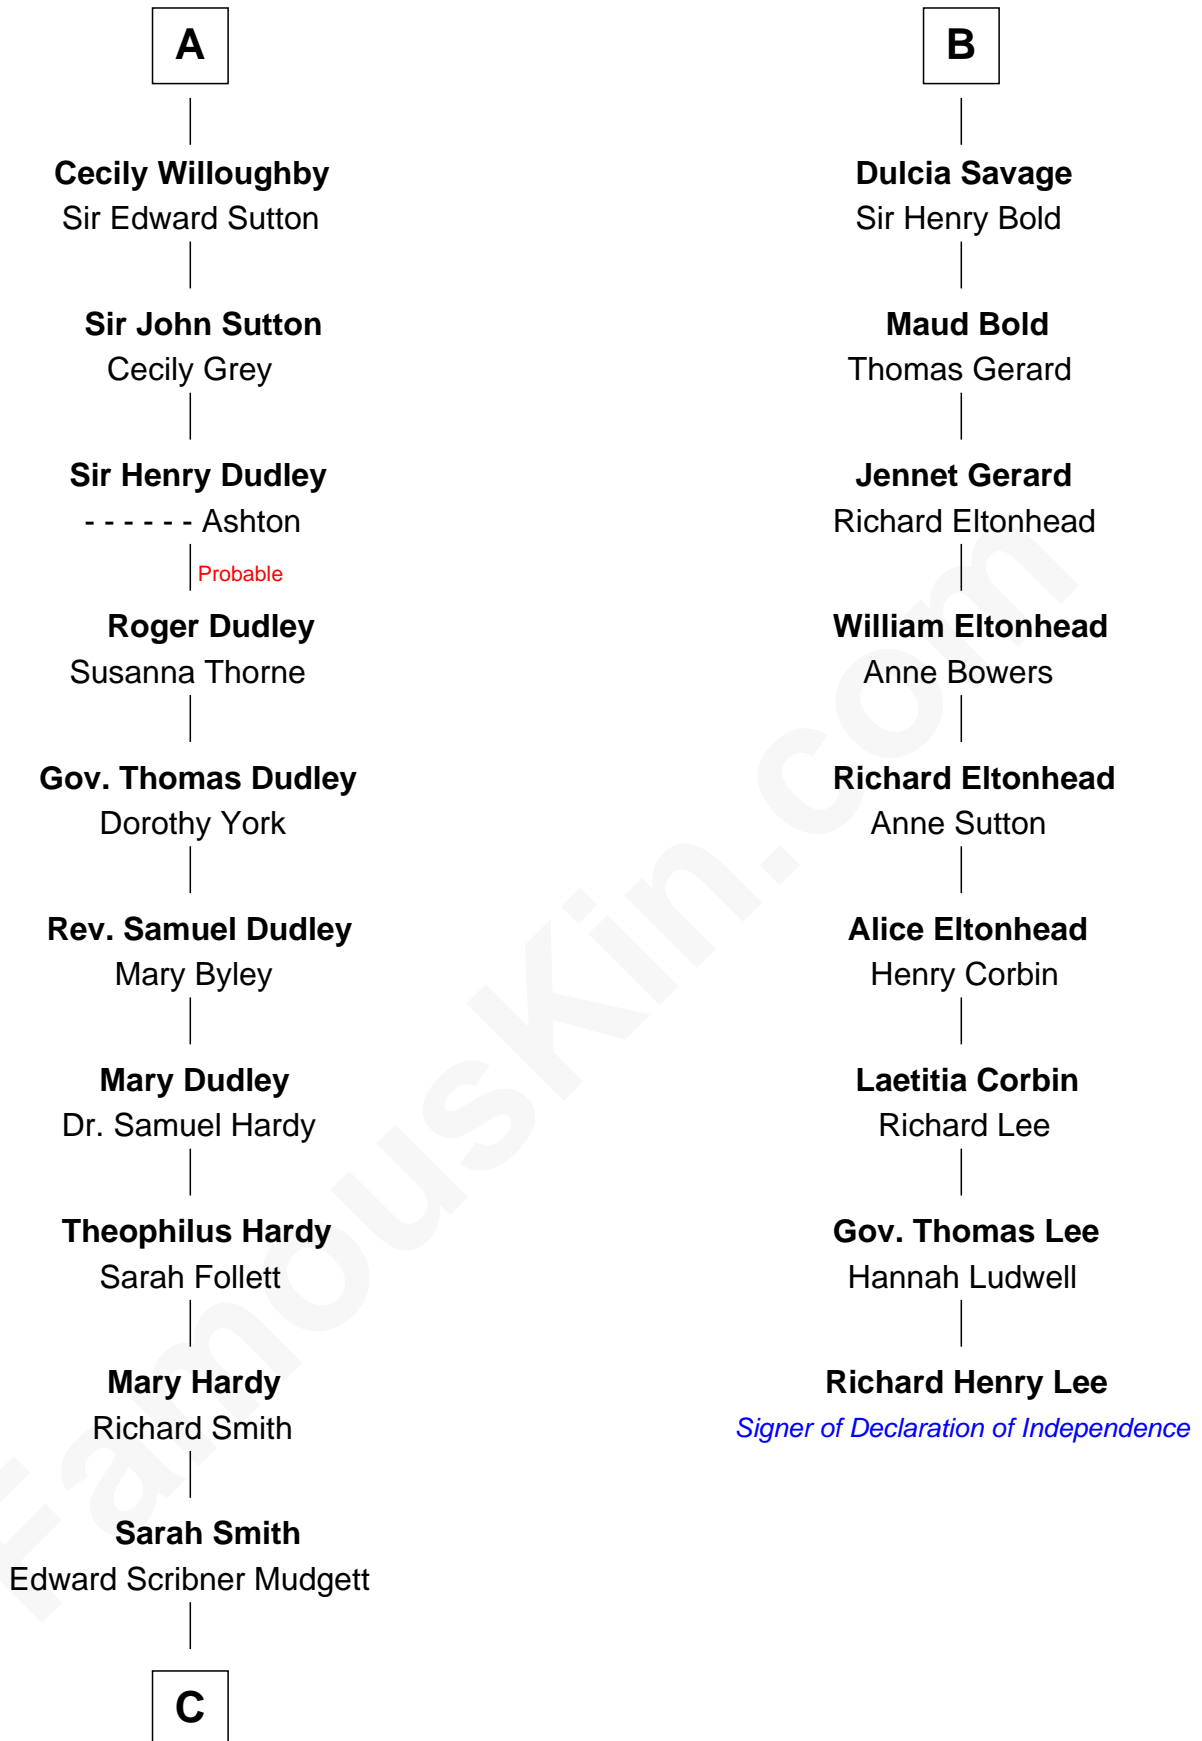 A
Cecily Willoughby
Sir Edward Sutton
Sir John Sutton
Cecily Grey
Sir Henry Dudley
- - - - - - Ashton
Probable
Roger Dudley
Susanna Thorne
Gov. Thomas Dudley
Dorothy York
Rev. Samuel Dudley
Mary Byley
Mary Dudley
Dr. Samuel Hardy
Theophilus Hardy
Sarah Follett
Mary Hardy
Richard Smith
Sarah Smith
Edward Scribner Mudgett
C
B
Dulcia Savage
Sir Henry Bold
Maud Bold
Thomas Gerard
Jennet Gerard
Richard Eltonhead
William Eltonhead
Anne Bowers
Richard Eltonhead
Anne Sutton
Alice Eltonhead
Henry Corbin
Laetitia Corbin
Richard Lee
Gov. Thomas Lee
Hannah Ludwell
Richard Henry Lee
Signer of Declaration of Independence
FamousKin.com